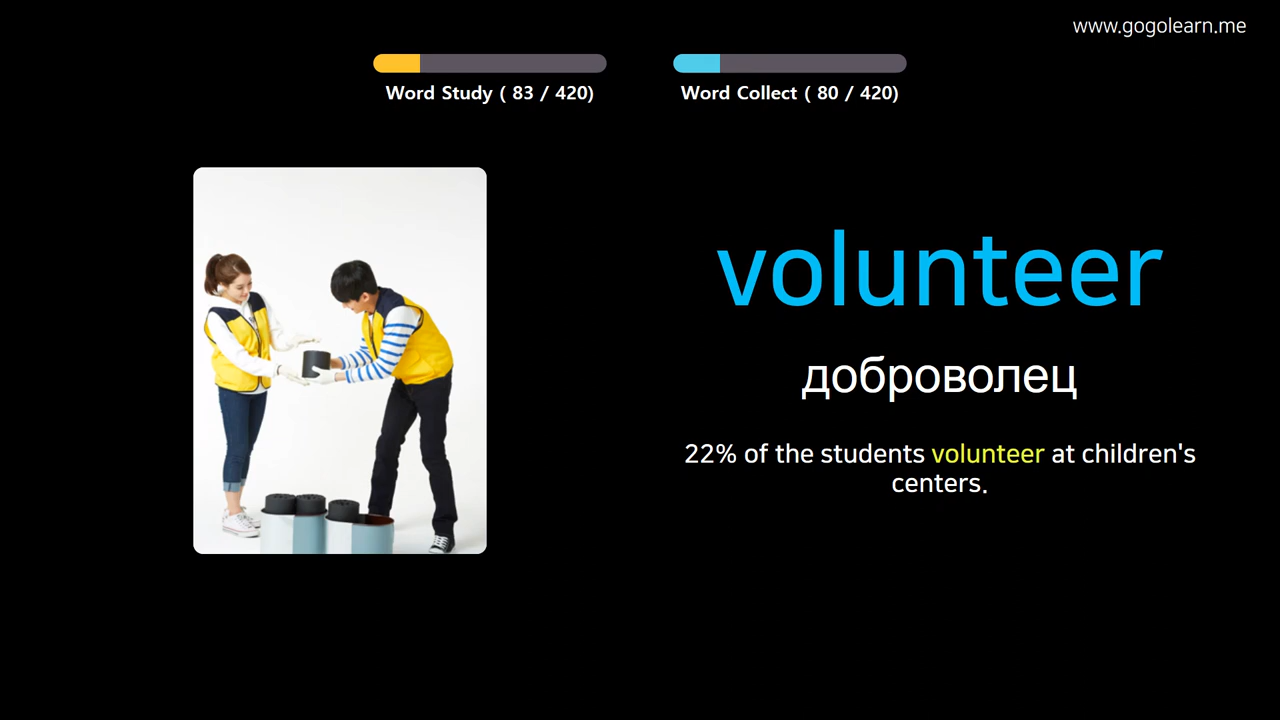 www.gogolearn.me
Word Study ( 83 / 420)
Word Collect ( 80 / 420)
volunteer
доброволец
22% of the students volunteer at children's
centers.